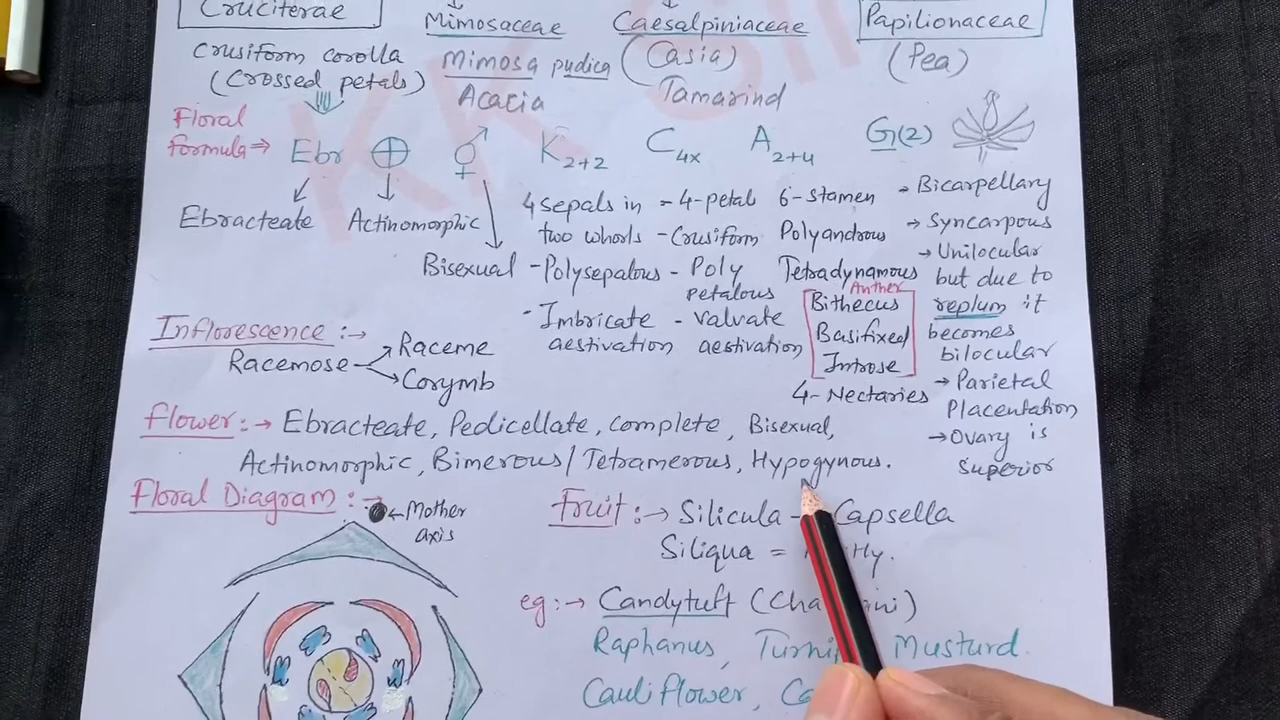 Cruciferae
Mimosaceae
Caesalpiniaceae
Papilionaceae
Crusiform corolla
(Crossed petals)
Mimosa pudica
Acacia
(Casia)
Tamarind
(Pea)
Floral formula ⇒ Ebr ⊕ ⚥ K2+2 C4x A2+4 G(2)
Ebracteate
Actinomorphic
Bisexual
4 sepals in
two whorls
- Polysepalous
- Imbricate
aestivation
- 4-petal
- Crusiform
- Poly
petalous
- valvate
aestivation
6-stamen
Polyandrous
Tetradynamous
Anther
Bithecus
Basifixed
Introse
4-Nectaries
→ Bicarpellary
→ Syncarpous
→ Unilocular
but due to
replum it
becomes
bilocular
→ Parietal
Placentation
→ Ovary is
superior
Inflorescence :→
Racemose
Raceme
Corymb
Flower :→ Ebracteate, Pedicellate, complete, Bisexual,
Actinomorphic, Bimerous/Tetramerous, Hypogynous.
Floral Diagram :→
←Mother
axis
Fruit :→ Silicula - Capsella
Siliqua =
eg :→ Candytuft
Raphanus, Musturd
Cauliflower,
KK SIR